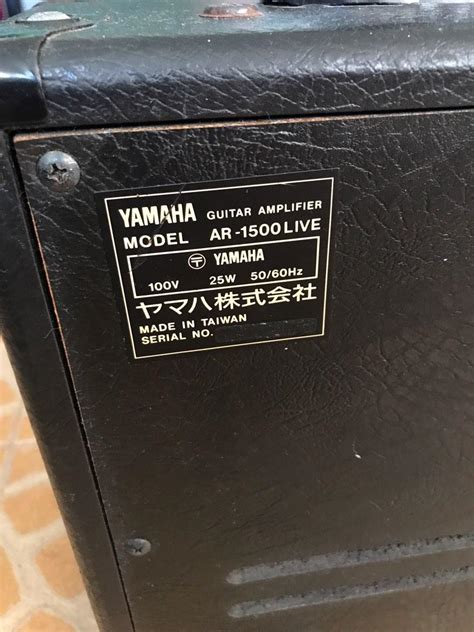 YAMAHA GUITAR AMPLIFIER
MODEL AR-1500LIVE
〒 YAMAHA
100V 25W 50/60Hz
ヤマハ株式会社
MADE IN TAIWAN
SERIAL NO.